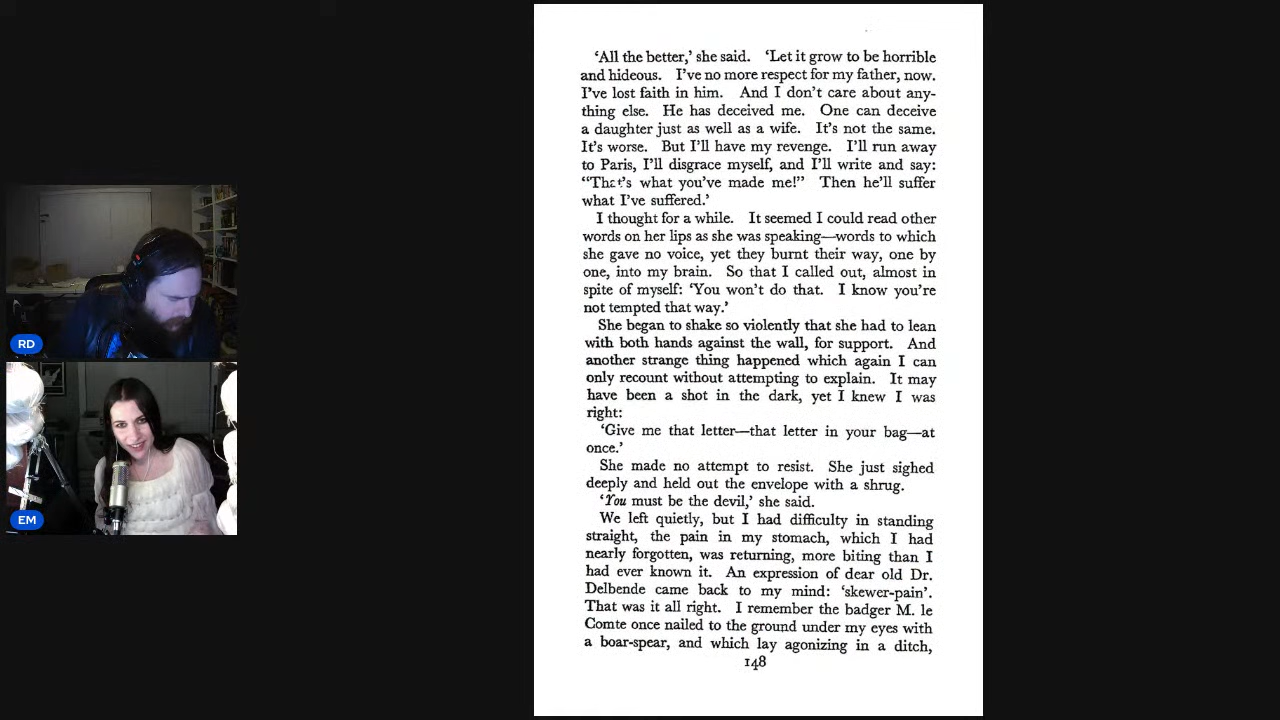 ‘All the better,’ she said. ‘Let it grow to be horrible
and hideous. I’ve no more respect for my father, now.
I’ve lost faith in him. And I don’t care about any-
thing else. He has deceived me. One can deceive
a daughter just as well as a wife. It’s not the same.
It’s worse. But I’ll have my revenge. I’ll run away
to Paris, I’ll disgrace myself, and I’ll write and say:
“That’s what you’ve made me!” Then he’ll suffer
what I’ve suffered.’
I thought for a while. It seemed I could read other
words on her lips as she was speaking—words to which
she gave no voice, yet they burnt their way, one by
one, into my brain. So that I called out, almost in
spite of myself: ‘You won’t do that. I know you’re
not tempted that way.’
She began to shake so violently that she had to lean
with both hands against the wall, for support. And
another strange thing happened which again I can
only recount without attempting to explain. It may
have been a shot in the dark, yet I knew I was
right:
‘Give me that letter—that letter in your bag—at
once.’
She made no attempt to resist. She just sighed
deeply and held out the envelope with a shrug.
‘You must be the devil,’ she said.
We left quietly, but I had difficulty in standing
straight, the pain in my stomach, which I had
nearly forgotten, was returning, more biting than I
had ever known it. An expression of dear old Dr.
Delbende came back to my mind: ‘skewer-pain’.
That was it all right. I remember the badger M. le
Comte once nailed to the ground under my eyes with
a boar-spear, and which lay agonizing in a ditch,
148
RD
EM